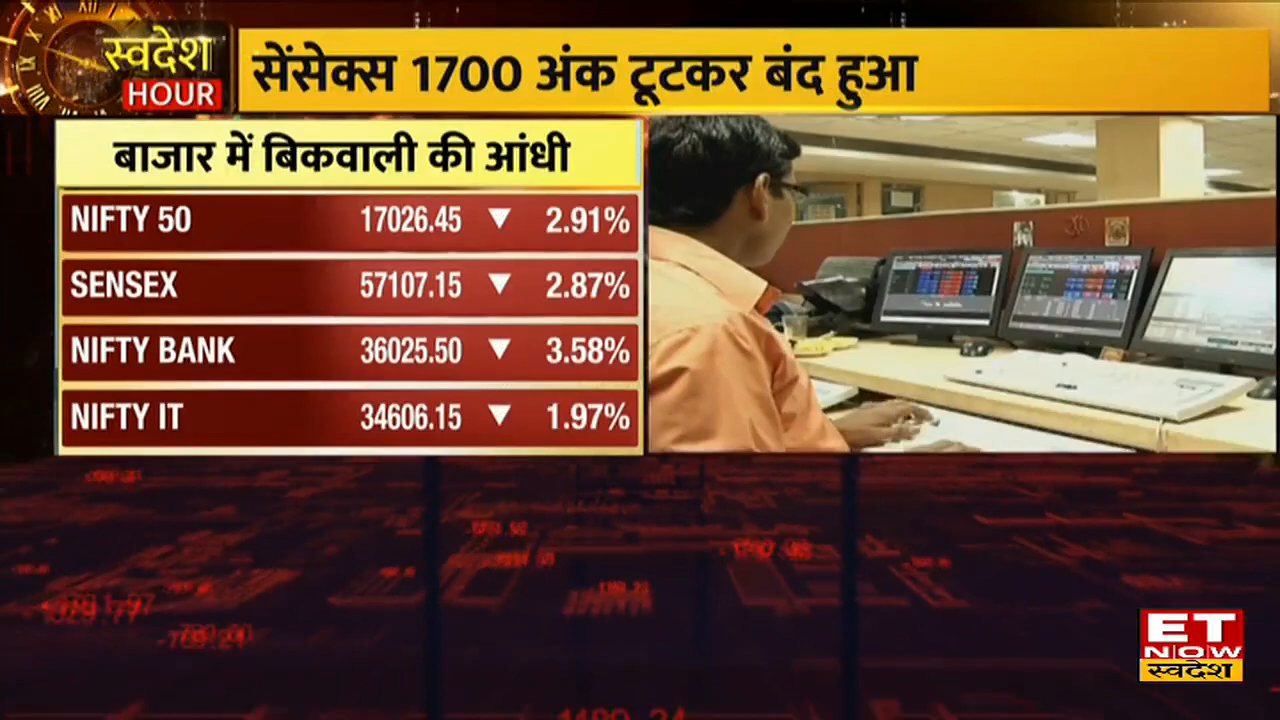 स्वदेश
HOUR
सेंसेक्स 1700 अंक टूटकर बंद हुआ
बाजार में बिकवाली की आंधी
NIFTY 50 17026.45 ▼ 2.91%
SENSEX 57107.15 ▼ 2.87%
NIFTY BANK 36025.50 ▼ 3.58%
NIFTY IT 34606.15 ▼ 1.97%
ET
NOW
स्वदेश